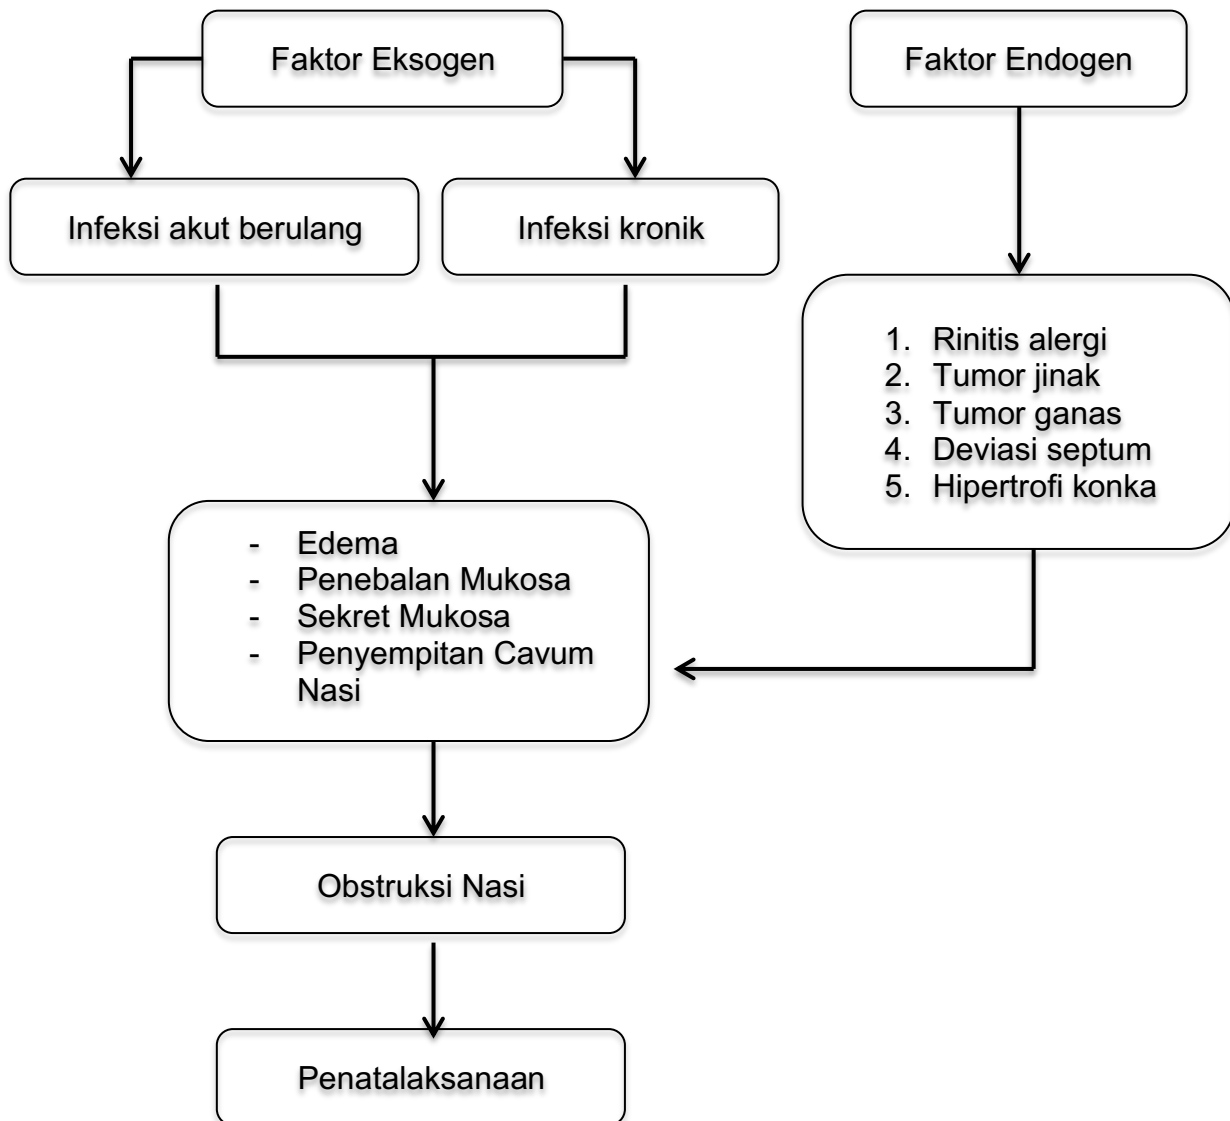 Faktor Eksogen
Faktor Endogen
Infeksi akut berulang
Infeksi kronik
1. Rinitis alergi
2. Tumor jinak
3. Tumor ganas
4. Deviasi septum
5. Hipertrofi konka
- Edema
- Penebalan Mukosa
- Sekret Mukosa
- Penyempitan Cavum
Nasi
Obstruksi Nasi
Penatalaksanaan